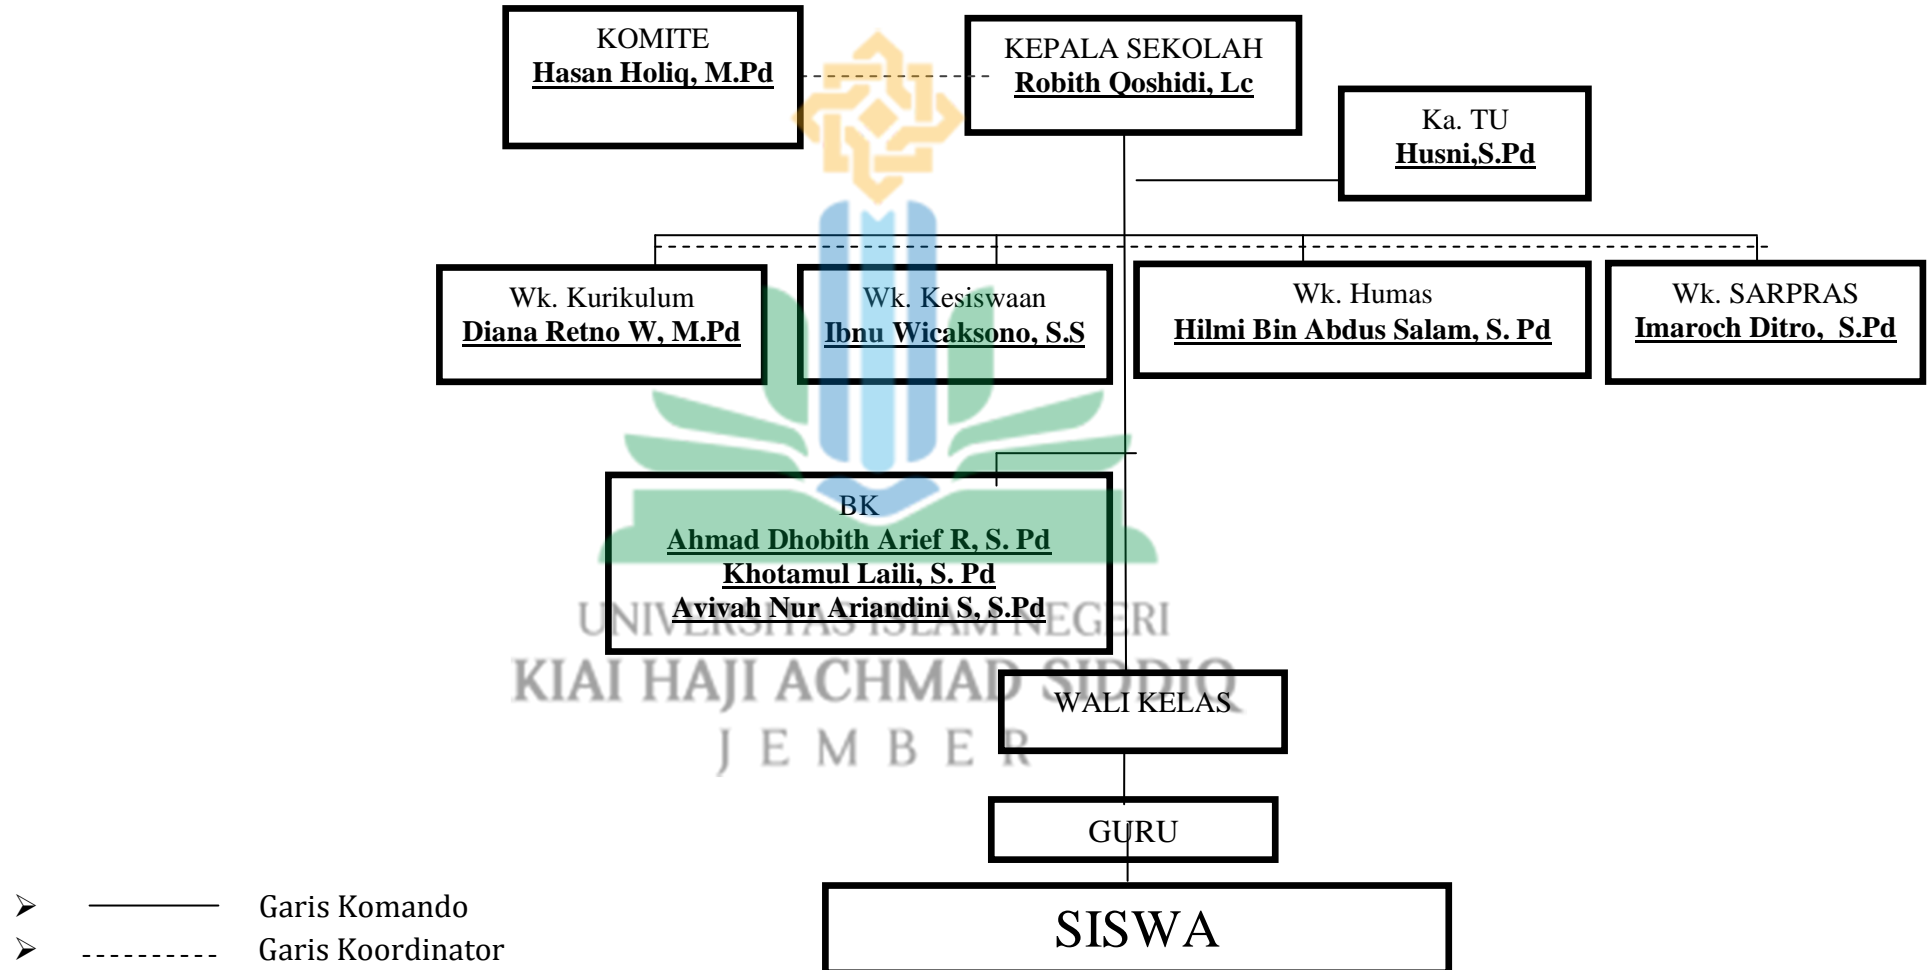 KOMITE
Hasan Holiq, M.Pd
KEPALA SEKOLAH
Robith Qoshidi, Lc
Ka. TU
Husni,S.Pd
Wk. Kurikulum
Diana Retno W, M.Pd
Wk. Kesiswaan
Ibnu Wicaksono, S.S
Wk. Humas
Hilmi Bin Abdus Salam, S. Pd
Wk. SARPRAS
Imaroch Ditro, S.Pd
BK
Ahmad Dhobith Arief R, S. Pd
Khotamul Laili, S. Pd
Avivah Nur Ariandini S, S.Pd
UNIVERSITAS ISLAM NEGERI
KIAI HAJI ACHMAD SIDDIQ
JEMBER
WALI KELAS
GURU
SISWA
Garis Komando
Garis Koordinator